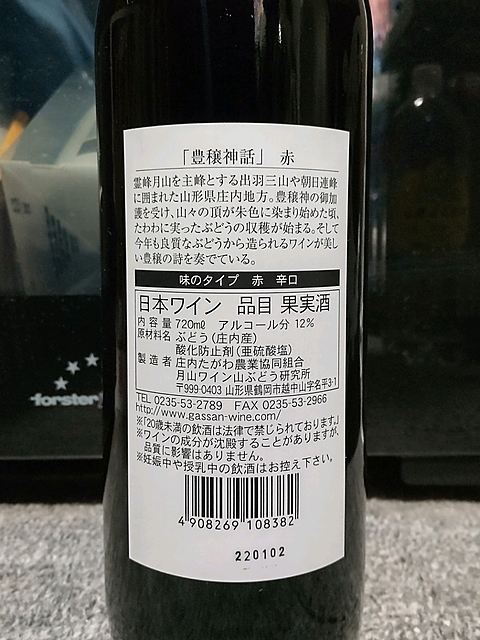 「豊穣神話」 赤
霊峰月山を主峰とする出羽三山や朝日連峰
に囲まれた山形県庄内地方。豊穣神の御加
護を受け、山々の頂が朱色に染まり始めた頃、
たわわに実ったぶどうの収穫が始まる。そして
今年も良質なぶどうから造られるワインが美し
い豊穣の詩を奏でている。
味のタイプ 赤 辛口
日本ワイン 品目 果実酒
内容量 720mℓ アルコール分 12%
原材料名 ぶどう(庄内産)
酸化防止剤(亜硫酸塩)
製造者 庄内たがわ農業協同組合
月山ワイン山ぶどう研究所
〒999-0403 山形県鶴岡市越中山字名平3-1
TEL 0235-53-2789 FAX 0235-53-2966
http://www.gassan-wine.com/
※「20歳未満の飲酒は法律で禁じられております。」
※ワインの成分が沈殿することがありますが、
品質に影響はありません。
※妊娠中や授乳中の飲酒はお控え下さい。
4 908269 108382
220102
forster